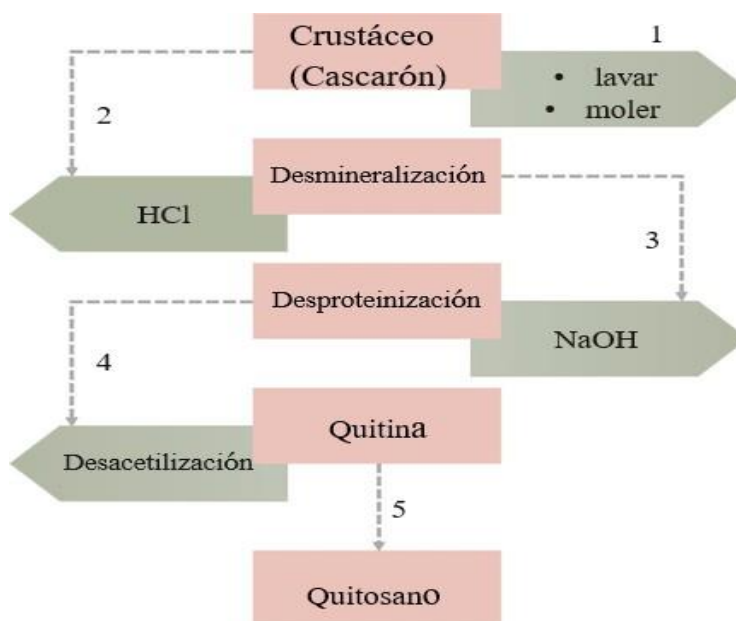 Crustáceo
(Cascarón)
1
• lavar
• moler
2
Desmineralización
HCl
3
Desproteinización
NaOH
4
Quitina
Desacetilización
5
Quitosano